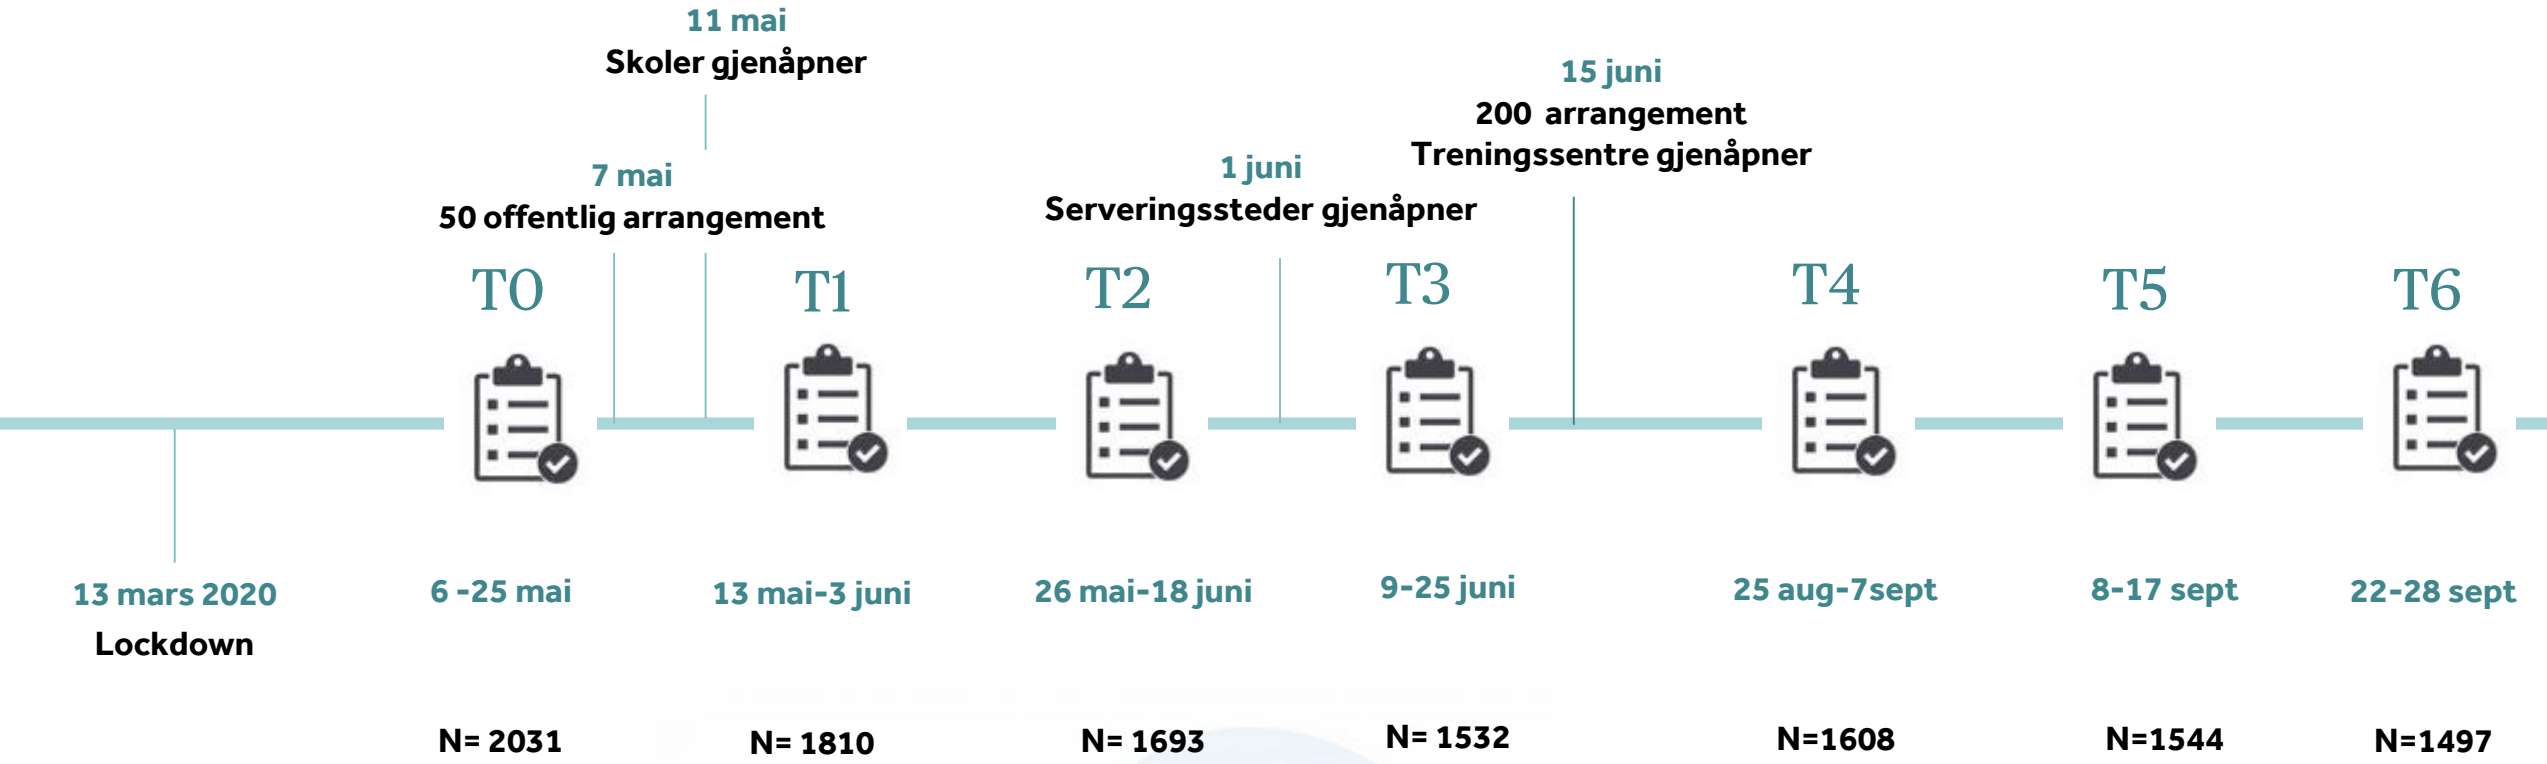 11 mai
Skoler gjenåpner
7 mai
50 offentlig arrangement
1 juni
Serveringssteder gjenåpner
15 juni
200 arrangement
Treningssentre gjenåpner
T0
T1
T2
T3
T4
T5
T6
13 mars 2020
Lockdown
6 -25 mai
13 mai-3 juni
26 mai-18 juni
9-25 juni
25 aug-7sept
8-17 sept
22-28 sept
N= 2031
N= 1810
N= 1693
N= 1532
N=1608
N=1544
N=1497